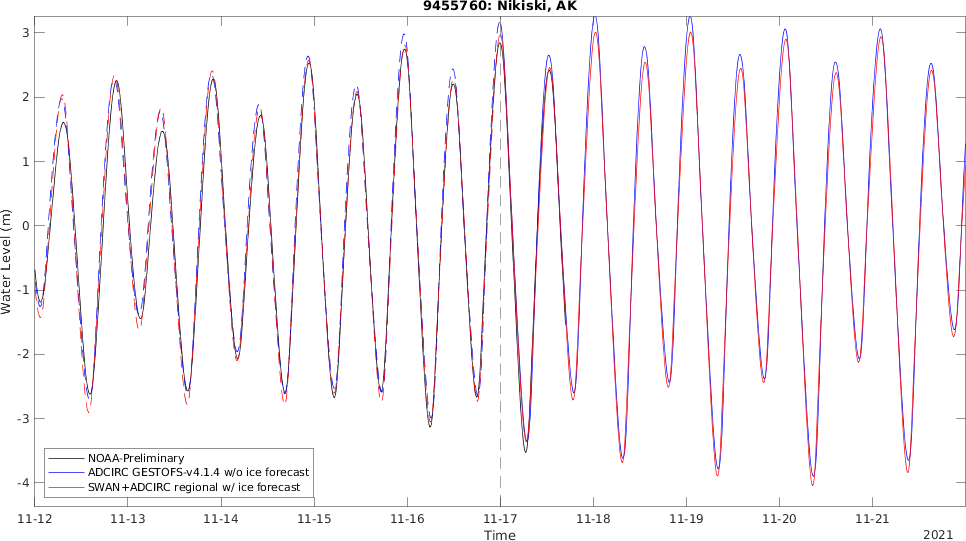 9455760: Nikiski, AK
3
2
1
0
-1
-2
-3
-4
Water Level (m)
NOAA-Preliminary
ADCIRC GESTOFS-v4.1.4 w/o ice forecast
SWAN+ADCIRC regional w/ ice forecast
11-12 11-13 11-14 11-15 11-16 11-17 11-18 11-19 11-20 11-21
Time
2021